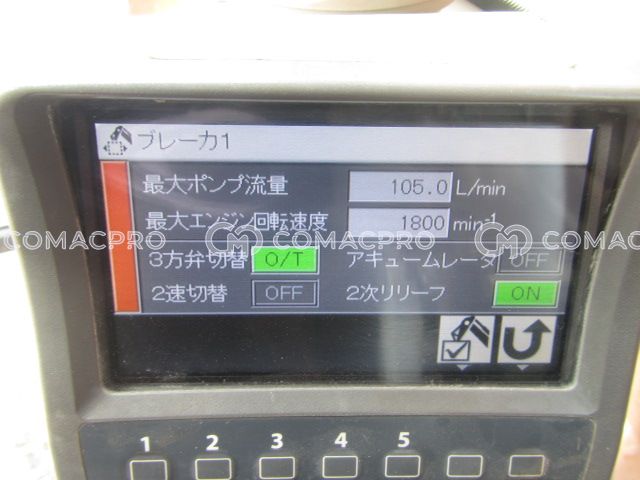 ブレーカ1
最大ポンプ流量 105.0 L/min
最大エンジン回転速度 1800 min-1
COMACPRO COMACPRO COMACPRO
3方弁切替 O/T アキュームレータ OFF
2速切替 OFF 2次リリーフ ON
1 2 3 4 5